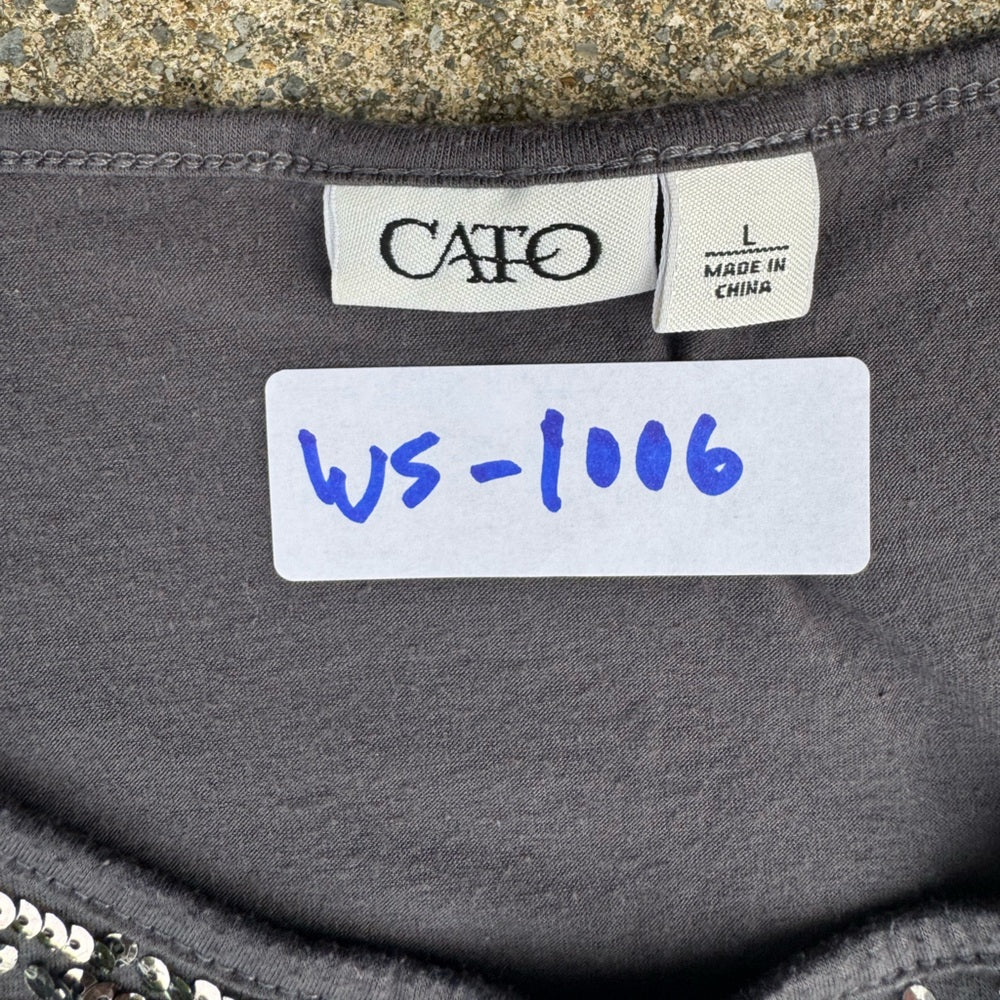 CATO
L
MADE IN
CHINA
WS-1006